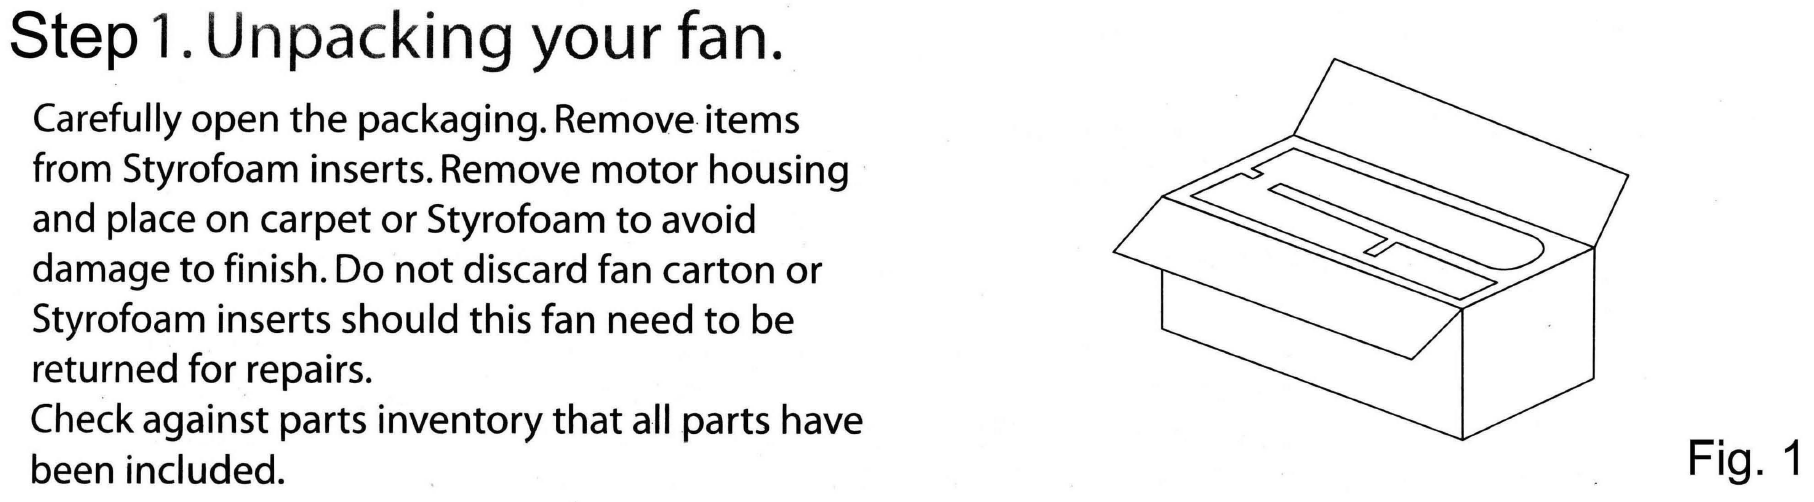 Step 1. Unpacking your fan.
Carefully open the packaging. Remove items
from Styrofoam inserts. Remove motor housing
and place on carpet or Styrofoam to avoid
damage to finish. Do not discard fan carton or
Styrofoam inserts should this fan need to be
returned for repairs.
Check against parts inventory that all parts have
been included.
Fig. 1